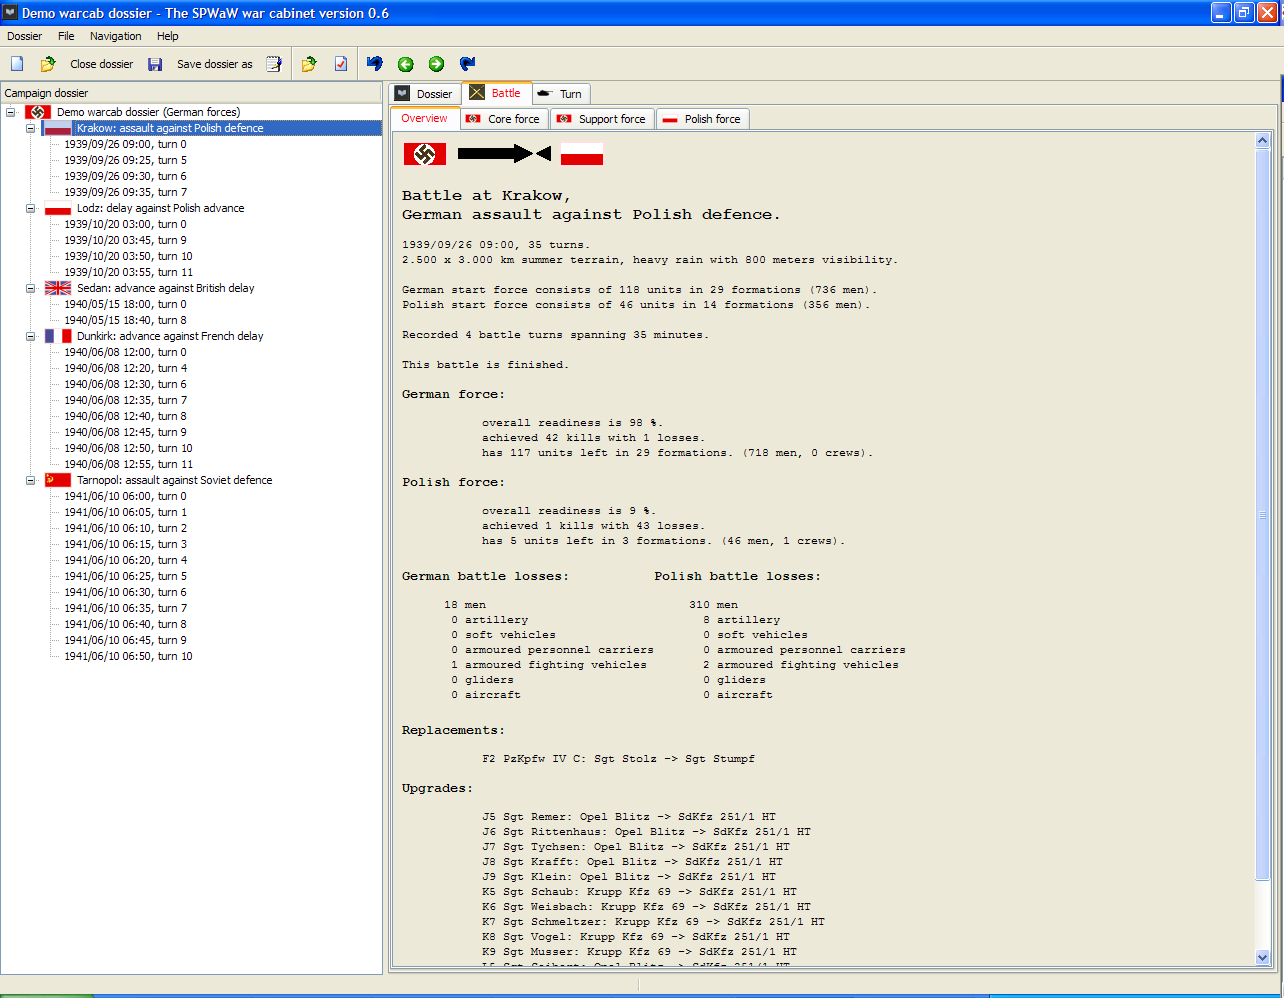 Demo warcab dossier - The SPWaW war cabinet version 0.6
Dossier File Navigation Help
Close dossier Save dossier as
Campaign dossier
Demo warcab dossier (German forces)
Krakow: assault against Polish defence
1939/09/26 09:00, turn 0
1939/09/26 09:25, turn 5
1939/09/26 09:30, turn 6
1939/09/26 09:35, turn 7
Lodz: delay against Polish advance
1939/10/20 03:00, turn 0
1939/10/20 03:45, turn 9
1939/10/20 03:50, turn 10
1939/10/20 03:55, turn 11
Sedan: advance against British delay
1940/05/15 18:00, turn 0
1940/05/15 18:40, turn 8
Dunkirk: advance against French delay
1940/06/08 12:00, turn 0
1940/06/08 12:20, turn 4
1940/06/08 12:30, turn 6
1940/06/08 12:35, turn 7
1940/06/08 12:40, turn 8
1940/06/08 12:45, turn 9
1940/06/08 12:50, turn 10
1940/06/08 12:55, turn 11
Tarnopol: assault against Soviet defence
1941/06/10 06:00, turn 0
1941/06/10 06:05, turn 1
1941/06/10 06:10, turn 2
1941/06/10 06:15, turn 3
1941/06/10 06:20, turn 4
1941/06/10 06:25, turn 5
1941/06/10 06:30, turn 6
1941/06/10 06:35, turn 7
1941/06/10 06:40, turn 8
1941/06/10 06:45, turn 9
1941/06/10 06:50, turn 10
Dossier Battle Turn
Overview Core force Support force Polish force
Battle at Krakow,
German assault against Polish defence.
1939/09/26 09:00, 35 turns.
2.500 x 3.000 km summer terrain, heavy rain with 800 meters visibility.
German start force consists of 118 units in 29 formations (736 men).
Polish start force consists of 46 units in 14 formations (356 men).
Recorded 4 battle turns spanning 35 minutes.
This battle is finished.
German force:
overall readiness is 98 %.
achieved 42 kills with 1 losses.
has 117 units left in 29 formations. (718 men, 0 crews).
Polish force:
overall readiness is 9 %.
achieved 1 kills with 43 losses.
has 5 units left in 3 formations. (46 men, 1 crews).
German battle losses: Polish battle losses:
18 men 310 men
0 artillery 8 artillery
0 soft vehicles 0 soft vehicles
0 armoured personnel carriers 0 armoured personnel carriers
1 armoured fighting vehicles 2 armoured fighting vehicles
0 gliders 0 gliders
0 aircraft 0 aircraft
Replacements:
F2 PzKpfw IV C: Sgt Stolz -> Sgt Stumpf
Upgrades:
J5 Sgt Remer: Opel Blitz -> SdKfz 251/1 HT
J6 Sgt Rittenhaus: Opel Blitz -> SdKfz 251/1 HT
J7 Sgt Tychsen: Opel Blitz -> SdKfz 251/1 HT
J8 Sgt Krafft: Opel Blitz -> SdKfz 251/1 HT
J9 Sgt Klein: Opel Blitz -> SdKfz 251/1 HT
K5 Sgt Schaub: Krupp Kfz 69 -> SdKfz 251/1 HT
K6 Sgt Weisbach: Krupp Kfz 69 -> SdKfz 251/1 HT
K7 Sgt Schmeltzer: Krupp Kfz 69 -> SdKfz 251/1 HT
K8 Sgt Vogel: Krupp Kfz 69 -> SdKfz 251/1 HT
K9 Sgt Musser: Krupp Kfz 69 -> SdKfz 251/1 HT